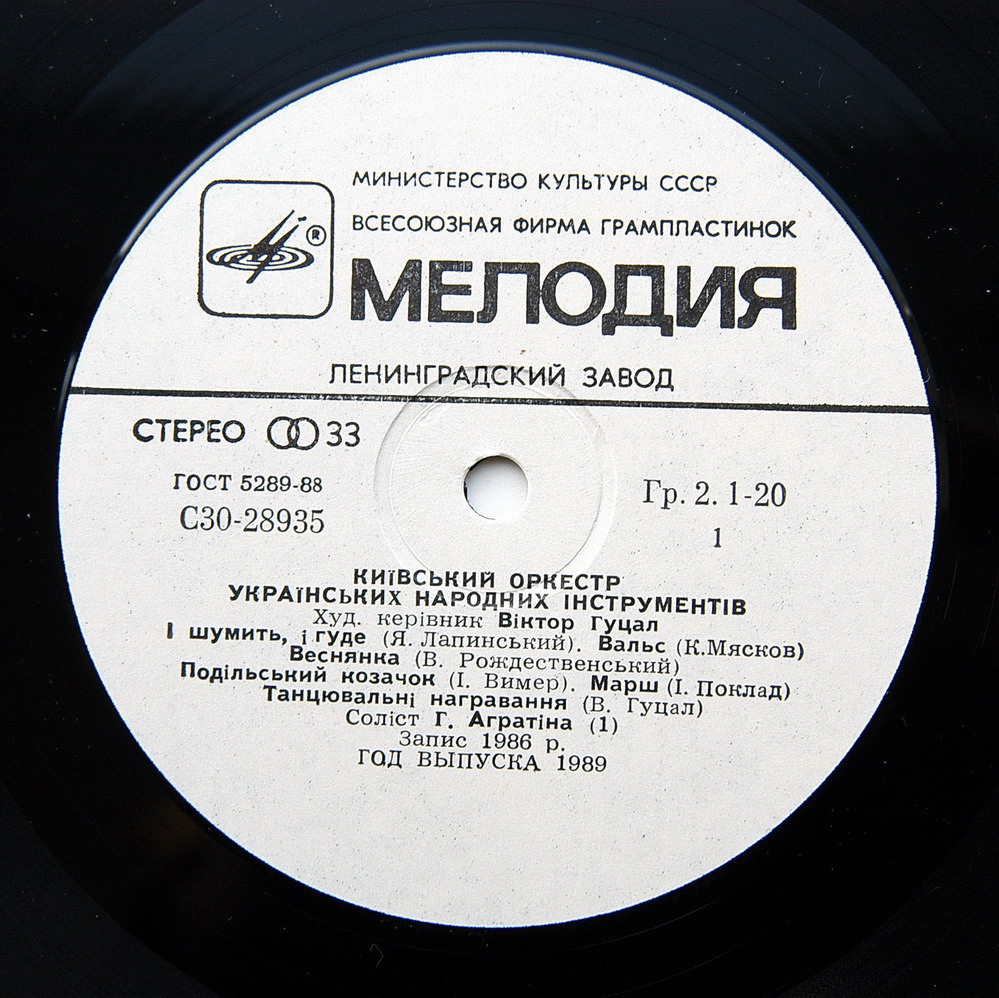 МИНИСТЕРСТВО КУЛЬТУРЫ СССР
ВСЕСОЮЗНАЯ ФИРМА ГРАМПЛАСТИНОК
®
МЕЛОДИЯ
ЛЕНИНГРАДСКИЙ ЗАВОД
СТЕРЕО 33
ГОСТ 5289-88
С30-28935
Гр. 2. 1-20
1
КИЇВСЬКИЙ ОРКЕСТР
УКРАЇНСЬКИХ НАРОДНИХ ІНСТРУМЕНТІВ
Худ. керівник Віктор Гуцал
І шумить, і гуде (Я. Лапинський). Вальс (К.Мясков)
Веснянка (В. Рождественський)
Подільський козачок (І. Вимер). Марш (І. Поклад)
Танцювальні награвання (В. Гуцал)
Соліст Г. Агратіна (1)
Запис 1986 р.
ГОД ВЫПУСКА 1989